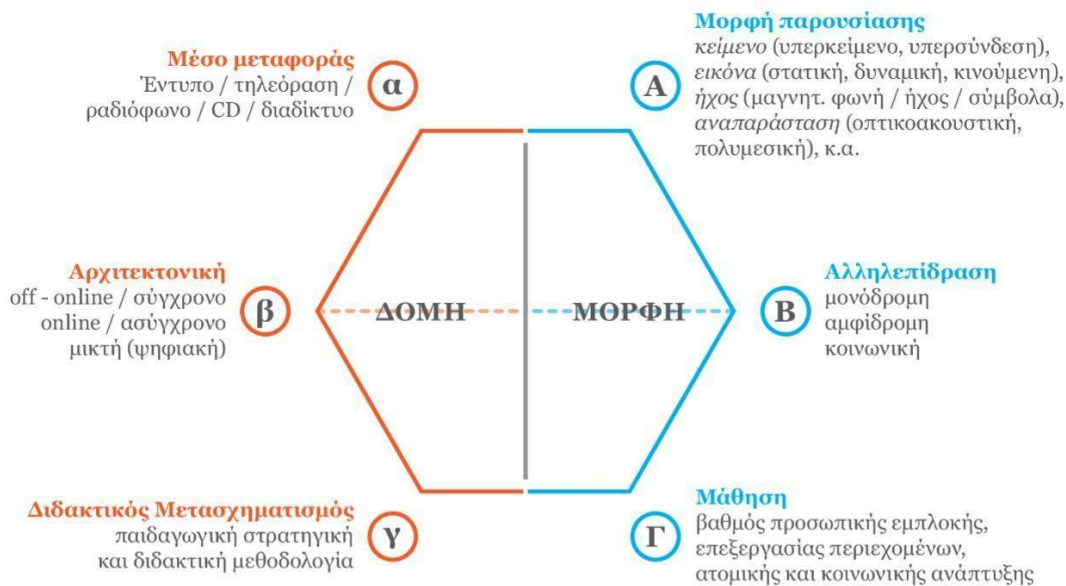 Μέσο μεταφοράς
Έντυπο / τηλεόραση /
ραδιόφωνο / CD / διαδίκτυο
α
Α
Μορφή παρουσίασης
κείμενο (υπερκείμενο, υπερσύνδεση),
εικόνα (στατική, δυναμική, κινούμενη),
ήχος (μαγνητ. φωνή / ήχος / σύμβολα),
αναπαράσταση (οπτικοακουστική,
πολυμεσική), κ.α.
Αρχιτεκτονική
off - online / σύγχρονο
online / ασύγχρονο
μικτή (ψηφιακή)
β
ΔΟΜΗ
ΜΟΡΦΗ
Β
Αλληλεπίδραση
μονόδρομη
αμφίδρομη
κοινωνική
Διδακτικός Μετασχηματισμός
παιδαγωγική στρατηγική
και διδακτική μεθοδολογία
γ
Γ
Μάθηση
βαθμός προσωπικής εμπλοκής,
επεξεργασίας περιεχομένων,
ατομικής και κοινωνικής ανάπτυξης